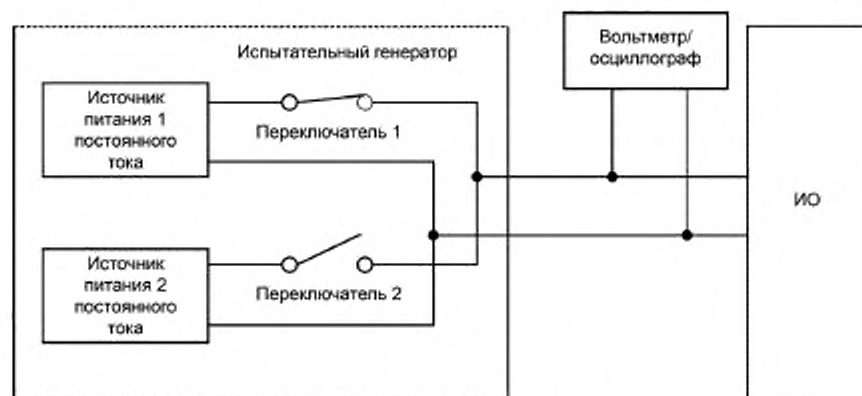 Испытательный генератор
Вольтметр/
осциллограф
Источник
питания 1
постоянного
тока
Переключатель 1
ИО
Источник
питания 2
постоянного
тока
Переключатель 2